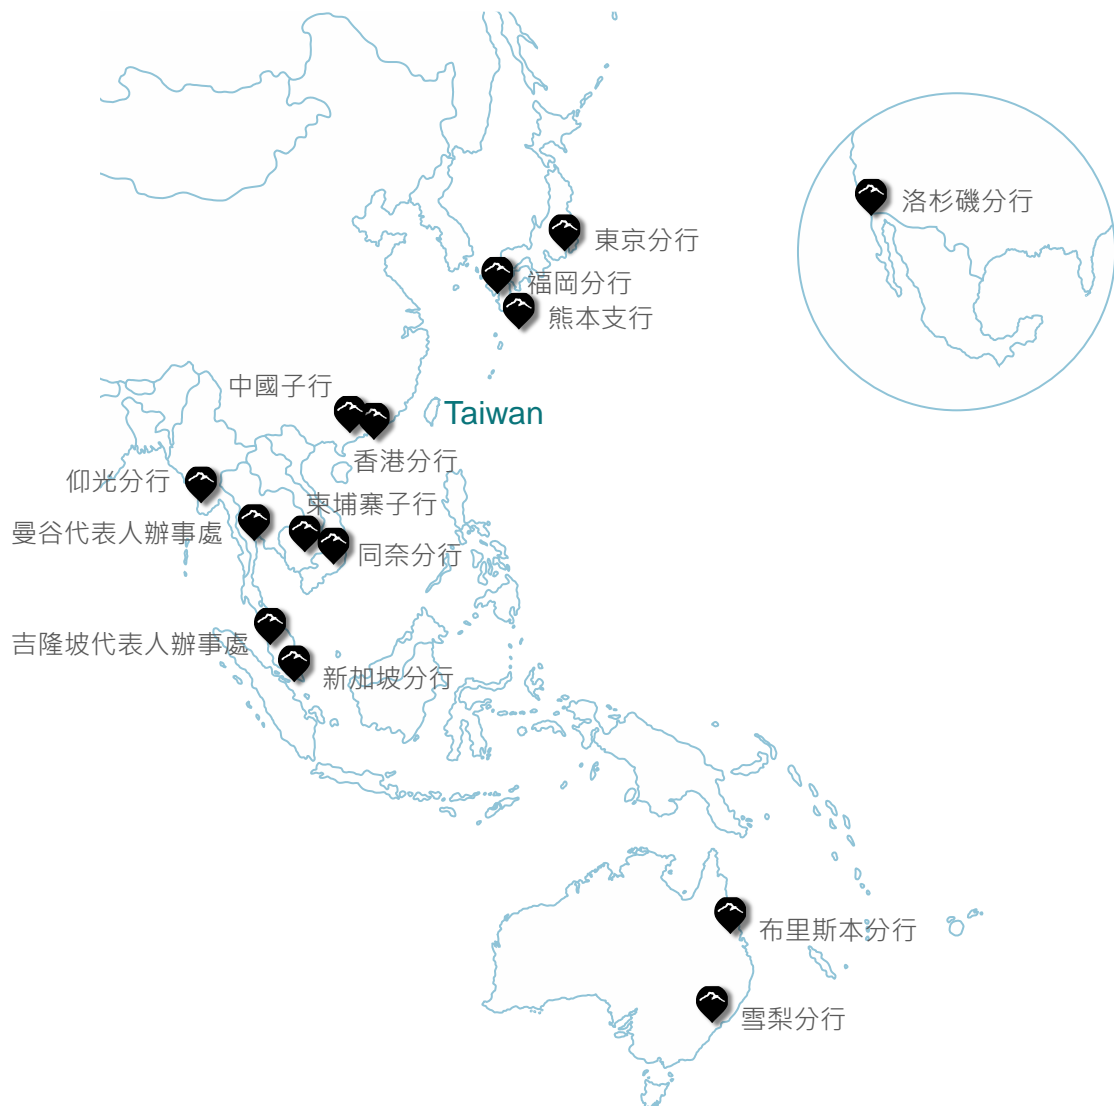 洛杉磯分行
東京分行
福岡分行
熊本支行
中國子行
Taiwan
香港分行
仰光分行
柬埔寨子行
曼谷代表人辦事處
同奈分行
吉隆坡代表人辦事處
新加坡分行
布里斯本分行
雪梨分行